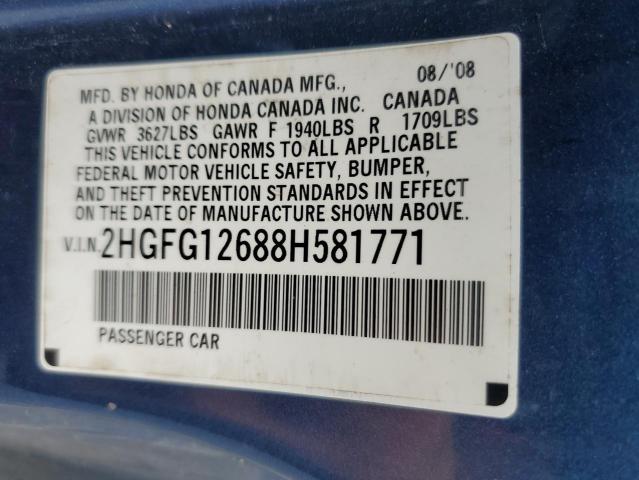 MFD. BY HONDA OF CANADA MFG., 08/'08
A DIVISION OF HONDA CANADA INC. CANADA
GVWR 3627LBS GAWR F 1940LBS R 1709LBS
THIS VEHICLE CONFORMS TO ALL APPLICABLE
FEDERAL MOTOR VEHICLE SAFETY, BUMPER,
AND THEFT PREVENTION STANDARDS IN EFFECT
ON THE DATE OF MANUFACTURE SHOWN ABOVE.
V.I.N. 2HGFG12688H581771
PASSENGER CAR